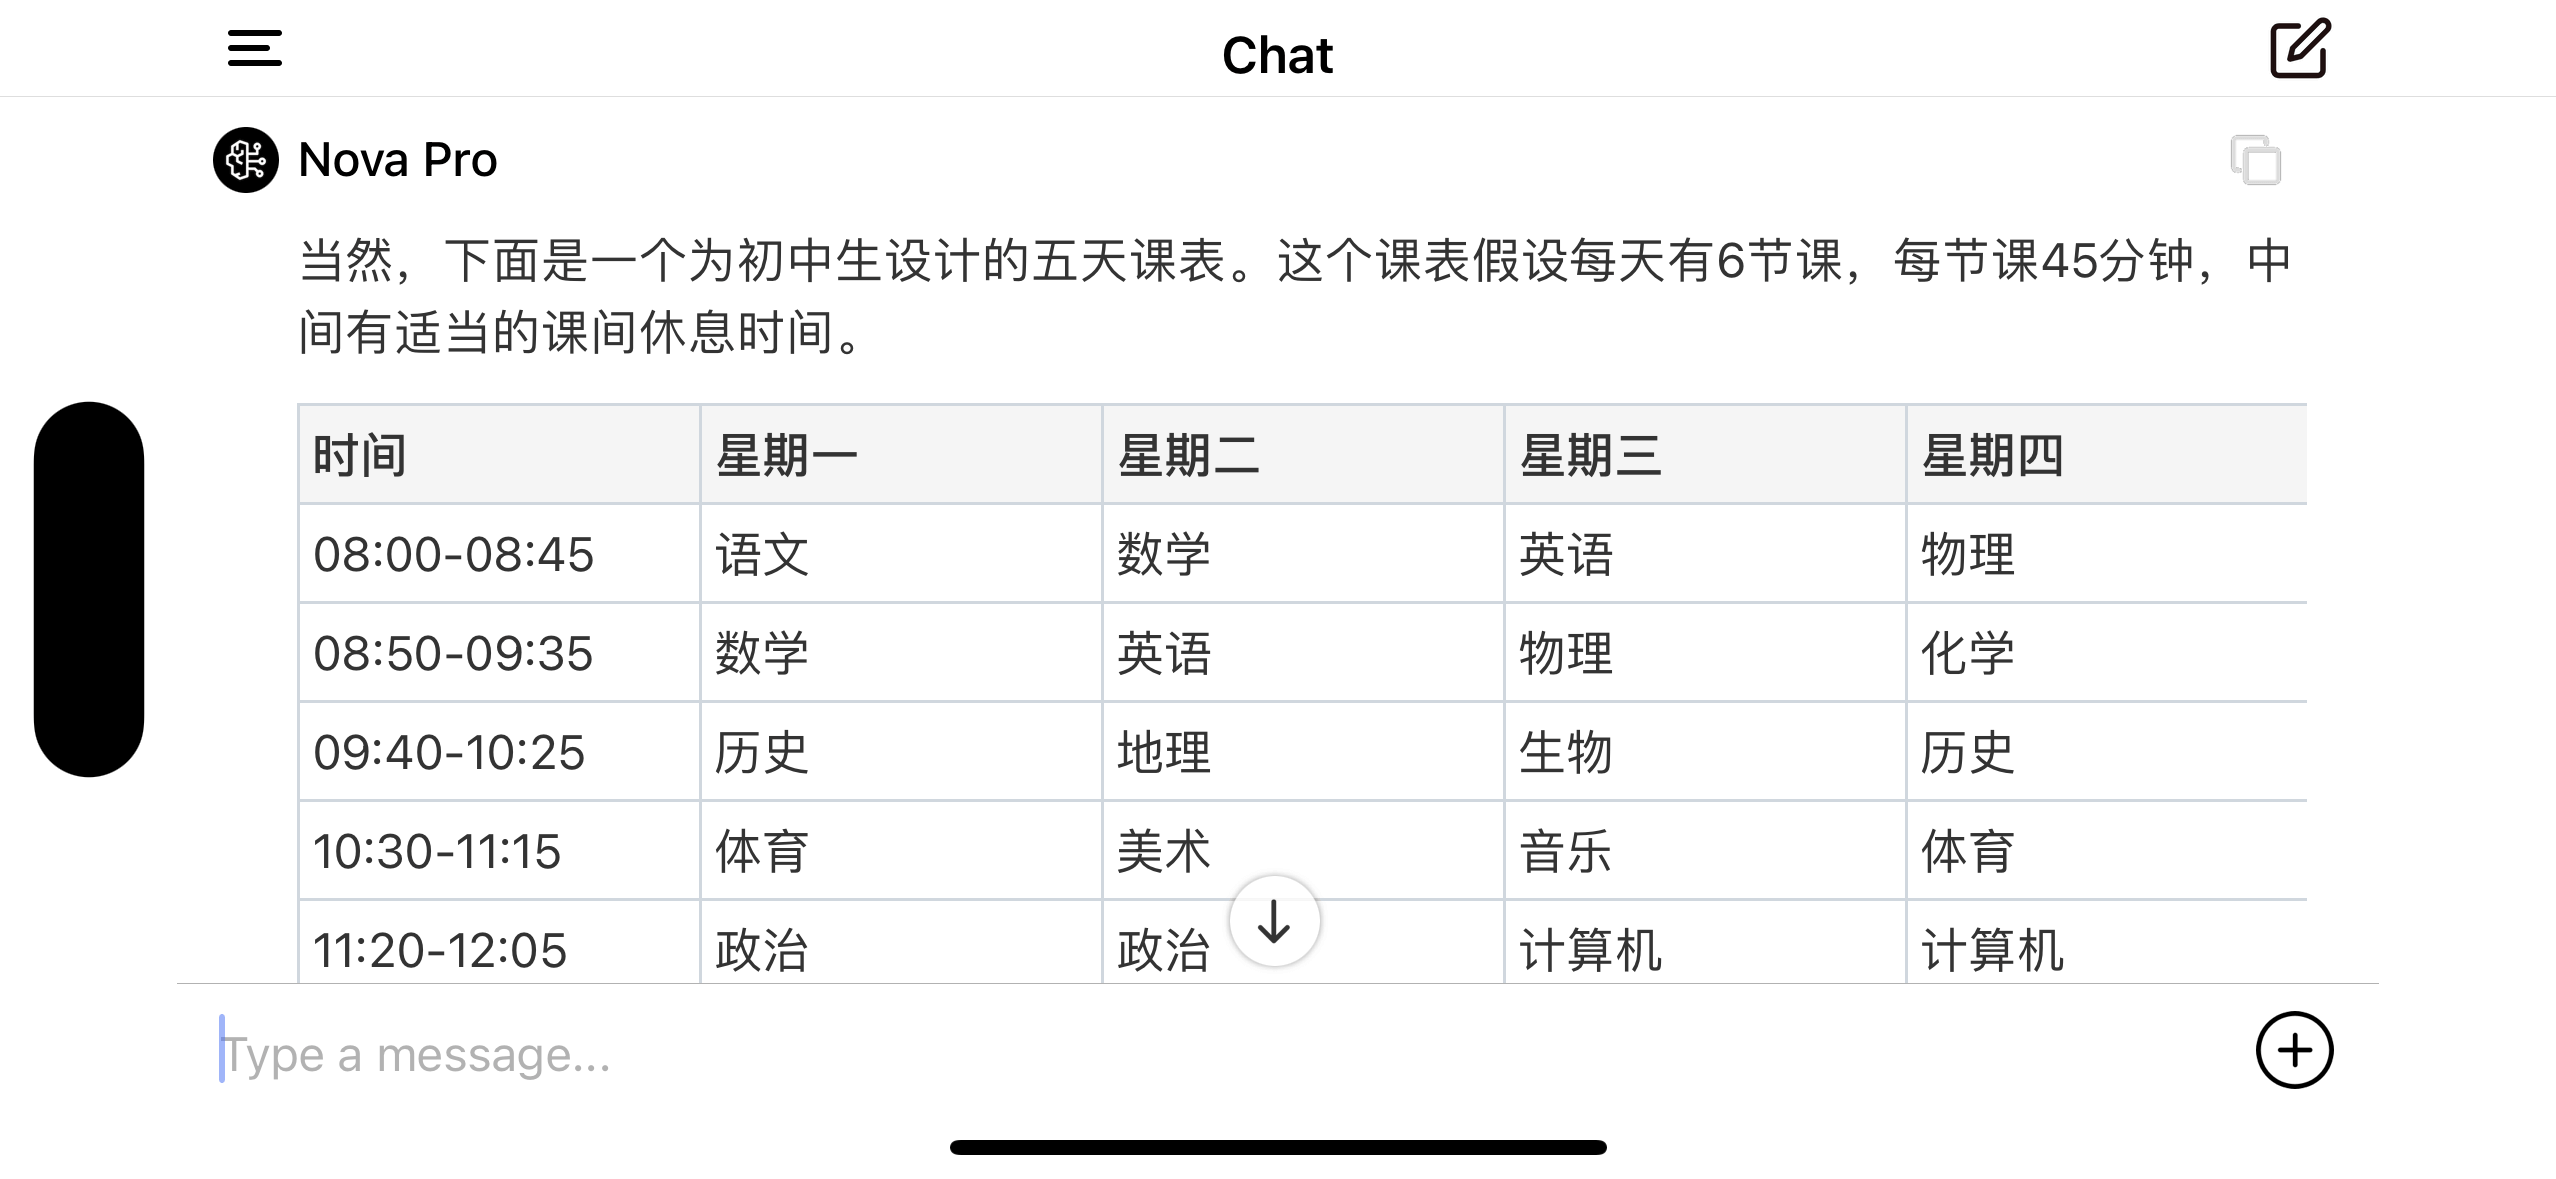 Chat
Nova Pro
当然，下面是一个为初中生设计的五天课表。这个课表假设每天有6节课，每节课45分钟，中
间有适当的课间休息时间。
时间 星期一 星期二 星期三 星期四
08:00-08:45 语文 数学 英语 物理
08:50-09:35 数学 英语 物理 化学
09:40-10:25 历史 地理 生物 历史
10:30-11:15 体育 美术 音乐 体育
11:20-12:05 政治 政治 计算机 计算机
Type a message...